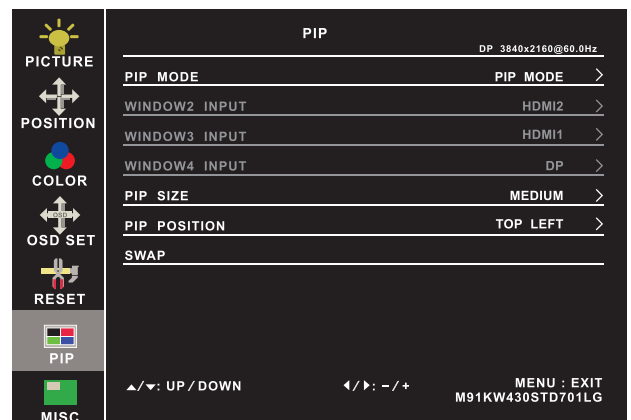 PIP
DP 3840x2160@60.0Hz
PICTURE
PIP MODE PIP MODE >
POSITION
WINDOW2 INPUT HDMI2 >
WINDOW3 INPUT HDMI1 >
COLOR
WINDOW4 INPUT DP >
PIP SIZE MEDIUM >
OSD
OSD SET
PIP POSITION TOP LEFT >
SWAP
RESET
PIP
▲/▼: UP/DOWN ◀/▶: -/+ MENU : EXIT
M91KW430STD701LG
MISC